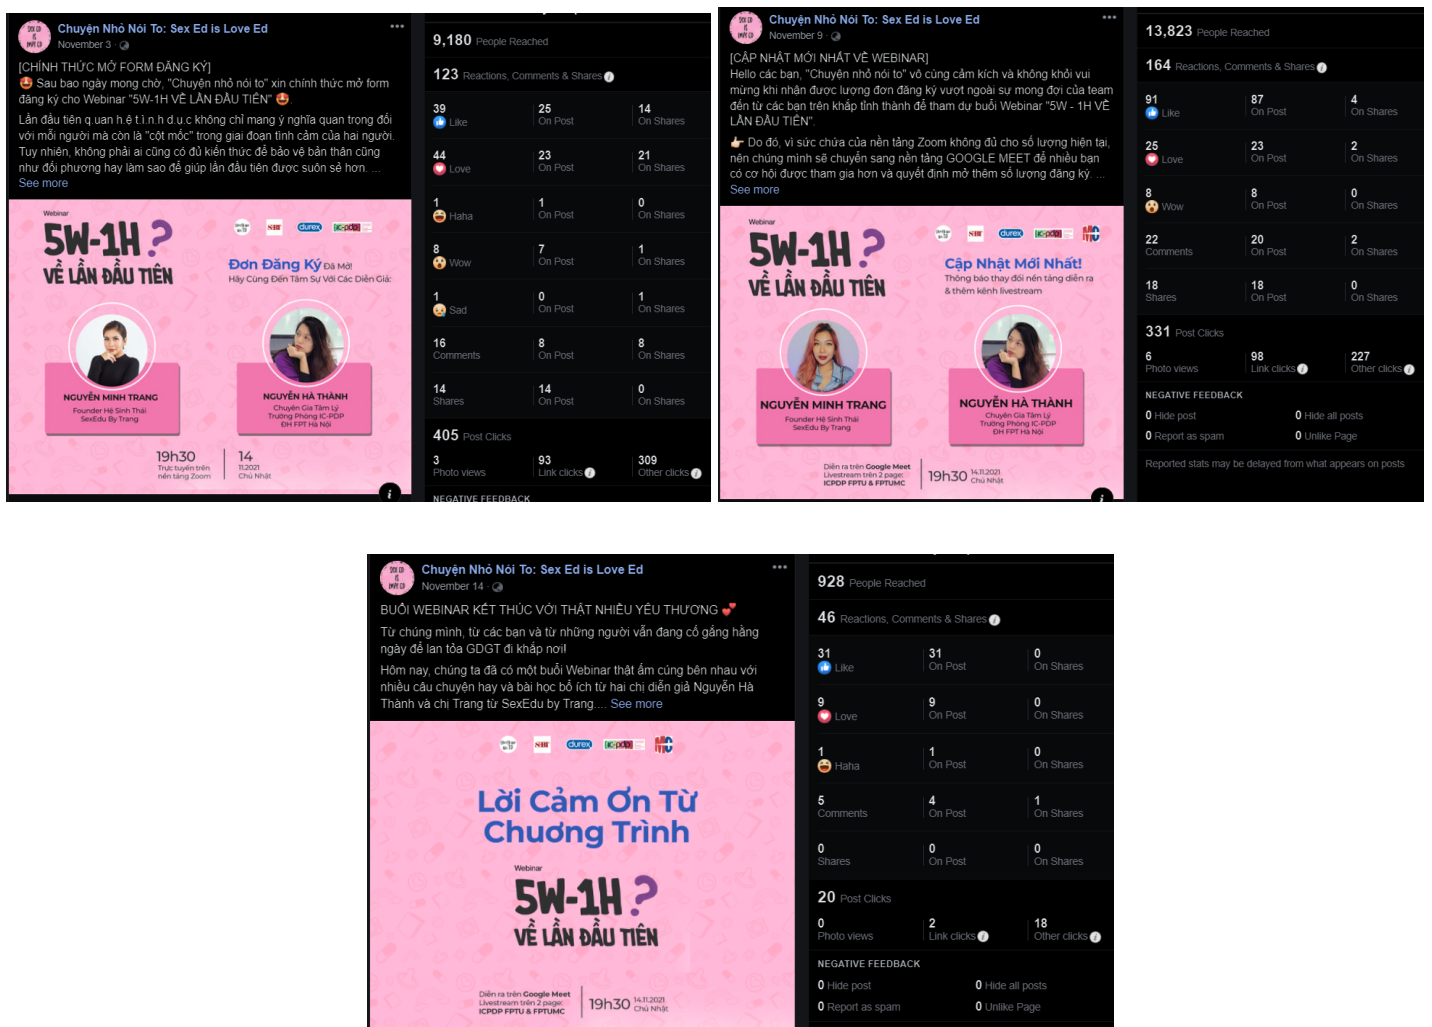 Chuyện Nhỏ Nói To: Sex Ed is Love Ed
November 3
[CHÍNH THỨC MỞ FORM ĐĂNG KÝ]
🤩 Sau bao ngày mong chờ, "Chuyện nhỏ nói to" xin chính thức mở form
đăng ký cho Webinar "5W-1H VỀ LẦN ĐẦU TIÊN" 🤩.
Lần đầu tiên q.uan h.ệ t.ì.n.h d.ụ.c không chỉ mang ý nghĩa quan trọng đối
với mỗi người mà còn là "cột mốc" trong giai đoạn tình cảm của hai người.
Tuy nhiên, không phải ai cũng có đủ kiến thức để bảo vệ bản thân cũng
như đối phương hay làm sao để giúp lần đầu tiên được suôn sẻ hơn. ...
See more
Webinar
5W-1H?
VỀ LẦN ĐẦU TIÊN
durex
ic-pdp
Đơn Đăng Ký Đã Mở!
Hãy Cùng Đến Tâm Sự Với Các Diễn Giả:
NGUYỄN MINH TRANG
Founder Hệ Sinh Thái
SexEdu By Trang
NGUYỄN HÀ THÀNH
Chuyên Gia Tâm Lý
Trưởng Phòng IC-PDP
ĐH FPT Hà Nội
19h30
Trực tuyến trên
nền tảng Zoom
14
11.2021
Chủ Nhật
9,180 People Reached
123 Reactions, Comments & Shares
39 25 14
Like On Post On Shares
44 23 21
Love On Post On Shares
1 1 0
Haha On Post On Shares
8 7 1
Wow On Post On Shares
1 0 1
Sad On Post On Shares
16 8 8
Comments On Post On Shares
14 14 0
Shares On Post On Shares
405 Post Clicks
3 93 309
Photo views Link clicks Other clicks
NEGATIVE FEEDBACK
Chuyện Nhỏ Nói To: Sex Ed is Love Ed
November 9
[CẬP NHẬT MỚI NHẤT VỀ WEBINAR]
Hello các bạn, "Chuyện nhỏ nói to" vô cùng cảm kích và không khỏi vui
mừng khi nhận được lượng đơn đăng ký vượt ngoài sự mong đợi của team
đến từ các bạn trên khắp tỉnh thành để tham dự buổi Webinar "5W - 1H VỀ
LẦN ĐẦU TIÊN".
👉 Do đó, vì sức chứa của nền tảng Zoom không đủ cho số lượng hiện tại,
nên chúng mình sẽ chuyển sang nền tảng GOOGLE MEET để nhiều bạn
có cơ hội được tham gia hơn và quyết định mở thêm số lượng đăng ký. ...
See more
Webinar
5W-1H?
VỀ LẦN ĐẦU TIÊN
durex
ic-pdp
Cập Nhật Mới Nhất!
Thông báo thay đổi nền tảng diễn ra
& thêm kênh livestream
NGUYỄN MINH TRANG
Founder Hệ Sinh Thái
SexEdu By Trang
NGUYỄN HÀ THÀNH
Chuyên Gia Tâm Lý
Trưởng Phòng IC-PDP
ĐH FPT Hà Nội
Diễn ra trên Google Meet
Livestream trên 2 page:
ICPDP FPTU & FPTUMC
19h30
14.11.2021
Chủ Nhật
13,823 People Reached
164 Reactions, Comments & Shares
91 87 4
Like On Post On Shares
25 23 2
Love On Post On Shares
8 8 0
Wow On Post On Shares
22 20 2
Comments On Post On Shares
18 18 0
Shares On Post On Shares
331 Post Clicks
6 98 227
Photo views Link clicks Other clicks
NEGATIVE FEEDBACK
0 Hide post 0 Hide all posts
0 Report as spam 0 Unlike Page
Reported stats may be delayed from what appears on posts
Chuyện Nhỏ Nói To: Sex Ed is Love Ed
November 14
BUỔI WEBINAR KẾT THÚC VỚI THẬT NHIỀU YÊU THƯƠNG 💕
Từ chúng mình, từ các bạn và từ những người vẫn đang cố gắng hằng
ngày để lan tỏa GDGT đi khắp nơi!
Hôm nay, chúng ta đã có một buổi Webinar thật ấm cúng bên nhau với
nhiều câu chuyện hay và bài học bổ ích từ hai chị diễn giả Nguyễn Hà
Thành và chị Trang từ SexEdu by Trang.... See more
durex
ic-pdp
Lời Cảm Ơn Từ
Chương Trình
Webinar
5W-1H?
VỀ LẦN ĐẦU TIÊN
Diễn ra trên Google Meet
Livestream trên 2 page:
ICPDP FPTU & FPTUMC
19h30
14.11.2021
Chủ Nhật
928 People Reached
46 Reactions, Comments & Shares
31 31 0
Like On Post On Shares
9 9 0
Love On Post On Shares
1 1 0
Haha On Post On Shares
5 4 1
Comments On Post On Shares
0 0 0
Shares On Post On Shares
20 Post Clicks
0 2 18
Photo views Link clicks Other clicks
NEGATIVE FEEDBACK
0 Hide post 0 Hide all posts
0 Report as spam 0 Unlike Page